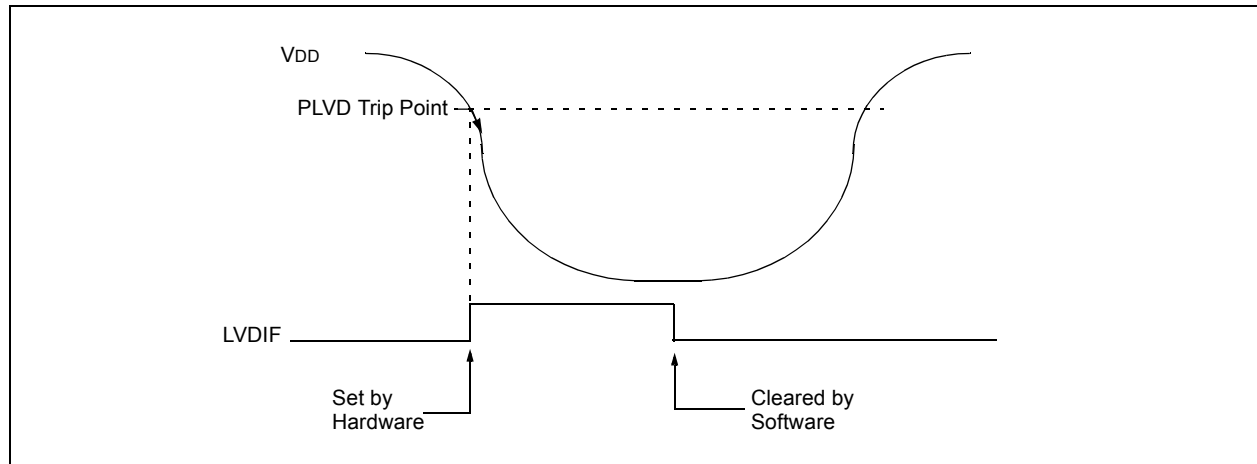 VDD
PLVD Trip Point
LVDIF
Set by
Hardware
Cleared by
Software